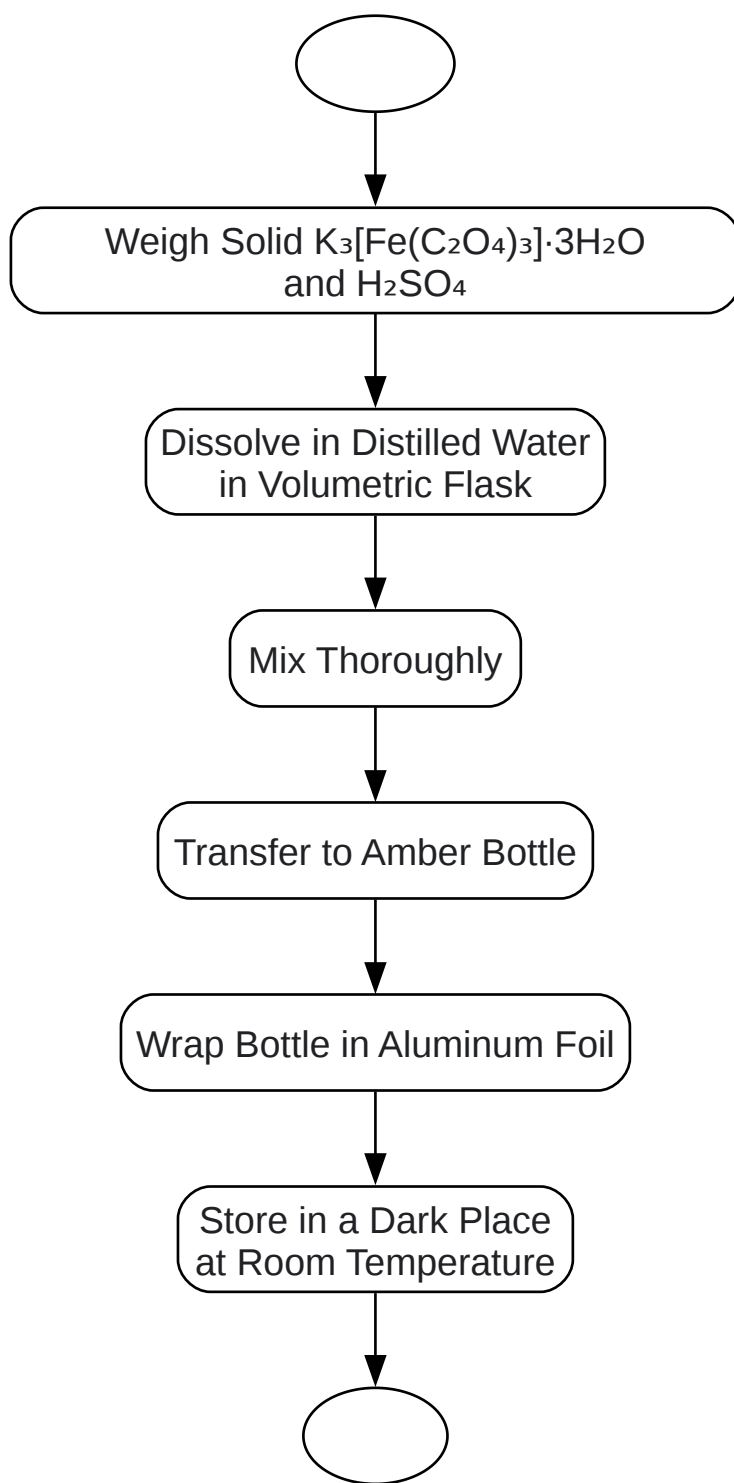 Weigh Solid K₃[Fe(C₂O₄)₃]·3H₂O
and H₂SO₄
Dissolve in Distilled Water
in Volumetric Flask
Mix Thoroughly
Transfer to Amber Bottle
Wrap Bottle in Aluminum Foil
Store in a Dark Place
at Room Temperature